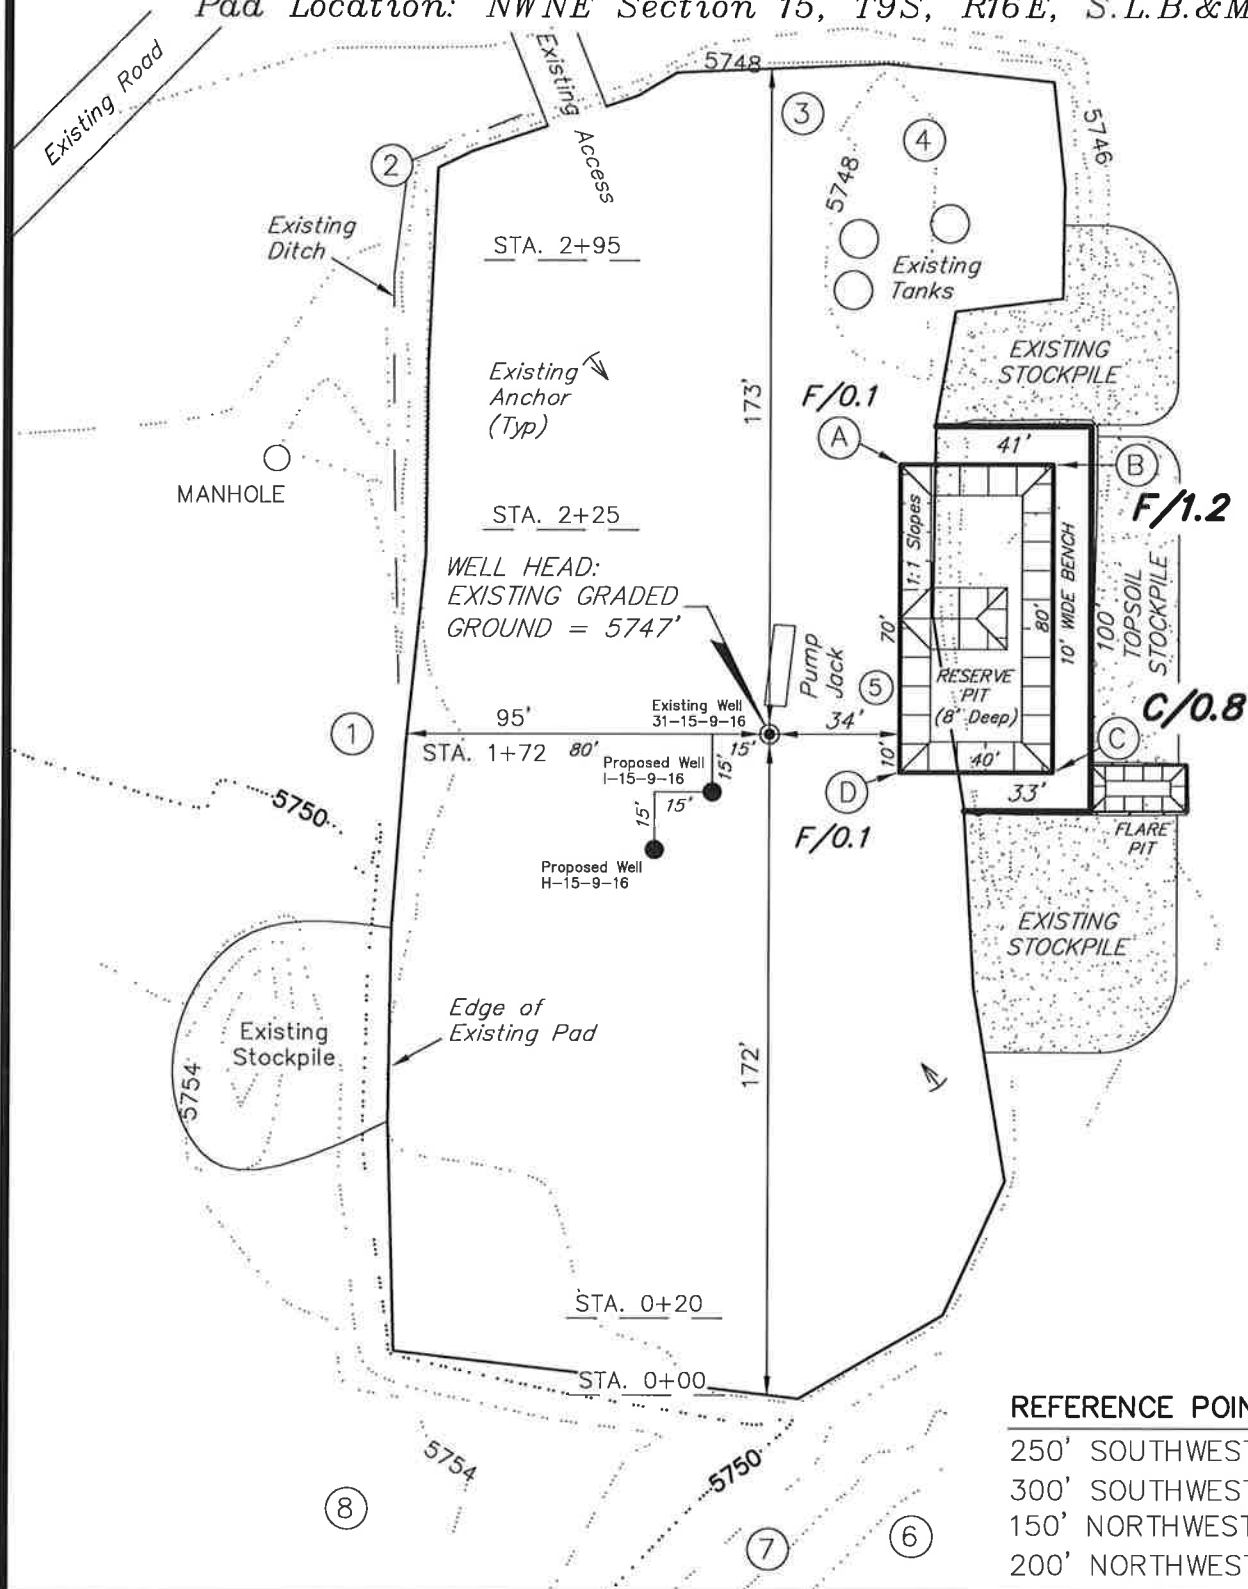 Pad Location: NWNE Section 15, T9S, R16E, S.L.B.&M
Existing Road
Existing Access
5748
3
4
5746
2
Existing
Ditch
5748
STA. 2+95
Existing
Tanks
EXISTING
STOCKPILE
Existing
Anchor
(Typ)
173'
F/0.1
A
41'
B
F/1.2
MANHOLE
STA. 2+25
1:1 Slopes
10' WIDE BENCH
100'
TOPSOIL
STOCKPILE
WELL HEAD:
EXISTING GRADED
GROUND = 5747'
Pump
Jack
70'
80'
5
RESERVE
PIT
(8' Deep)
C/0.8
1
95'
Existing Well
31-15-9-16
34'
C
STA. 1+72
80'
15'
10'
40'
Proposed Well
I-15-9-16
15'
15'
15'
D
33'
F/0.1
FLARE
PIT
5750
Proposed Well
H-15-9-16
EXISTING
STOCKPILE
Edge of
Existing Pad
Existing
Stockpile
5754
172'
STA. 0+20
STA. 0+00
REFERENCE POIN
250' SOUTHWEST
300' SOUTHWEST
150' NORTHWEST
200' NORTHWEST
5754
5750
8
7
6